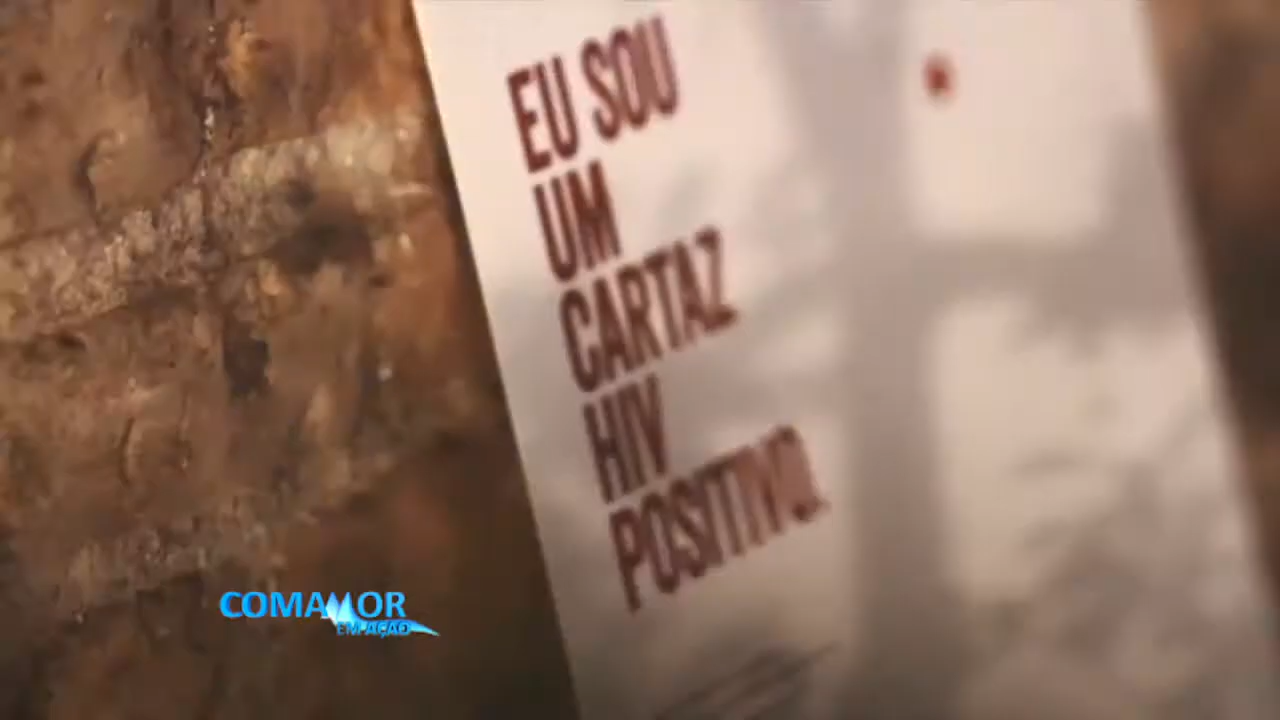 EU SOU
UM
CARTAZ
HIV
POSITIVO.
COMAMOR
EM AÇÃO